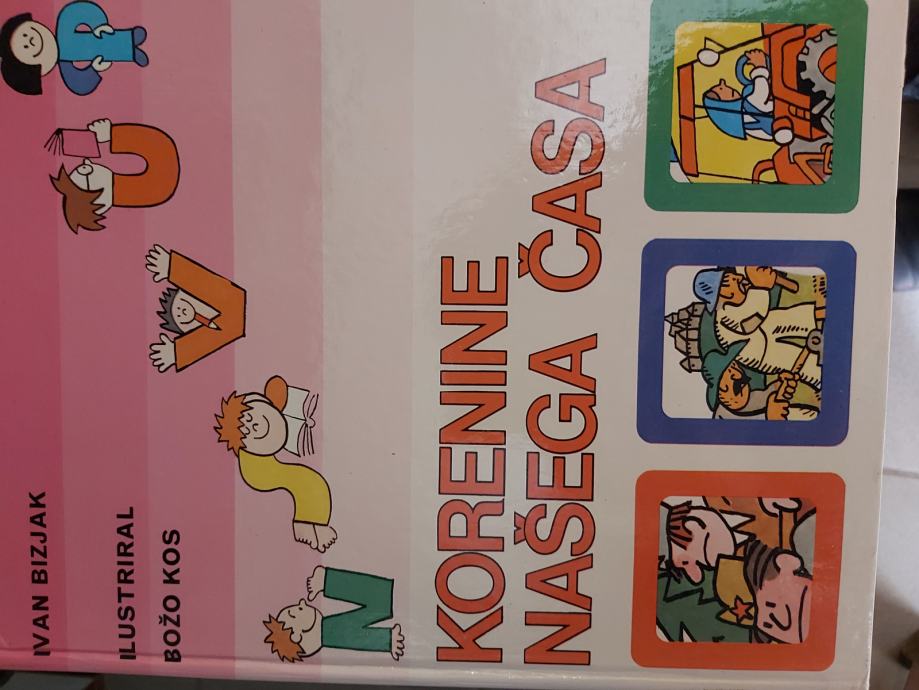 IVAN BIZJAK
ILUSTRIRAL
BOŽO KOS
N S V U
KORENINE
NAŠEGA ČASA